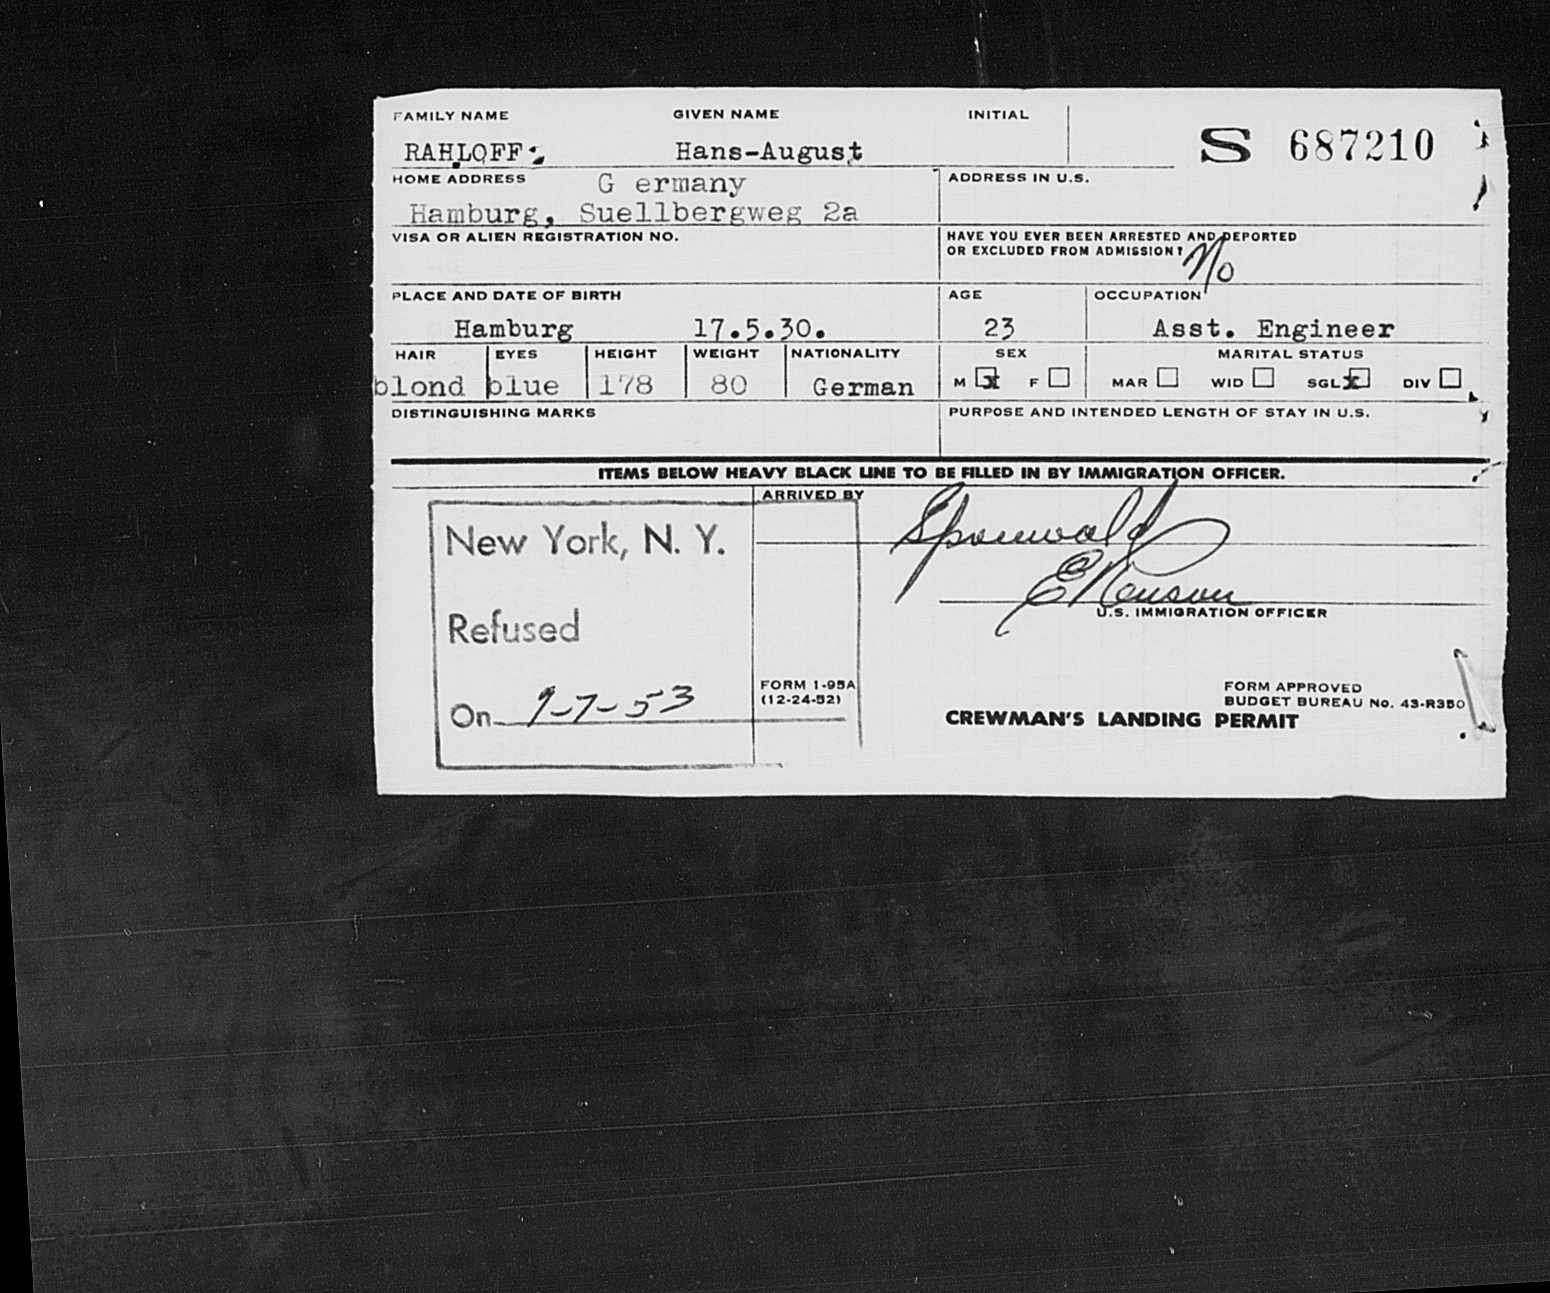 FAMILY NAME GIVEN NAME INITIAL
S 687210
RAHLOFF, Hans-August
HOME ADDRESS G ermany ADDRESS IN U.S.
Hamburg, Suellbergweg 2a
VISA OR ALIEN REGISTRATION NO. HAVE YOU EVER BEEN ARRESTED AND DEPORTED
OR EXCLUDED FROM ADMISSION? No
PLACE AND DATE OF BIRTH AGE OCCUPATION
Hamburg 17.5.30. 23 Asst. Engineer
HAIR EYES HEIGHT WEIGHT NATIONALITY SEX MARITAL STATUS
blond blue 178 80 German M x F MAR WID SGL x DIV
DISTINGUISHING MARKS PURPOSE AND INTENDED LENGTH OF STAY IN U.S.
ITEMS BELOW HEAVY BLACK LINE TO BE FILLED IN BY IMMIGRATION OFFICER.
ARRIVED BY
New York, N. Y.
U.S. IMMIGRATION OFFICER
Refused
FORM 1-95A
(12-24-52)
FORM APPROVED
BUDGET BUREAU No. 43-R350
On 9-7-53
CREWMAN'S LANDING PERMIT